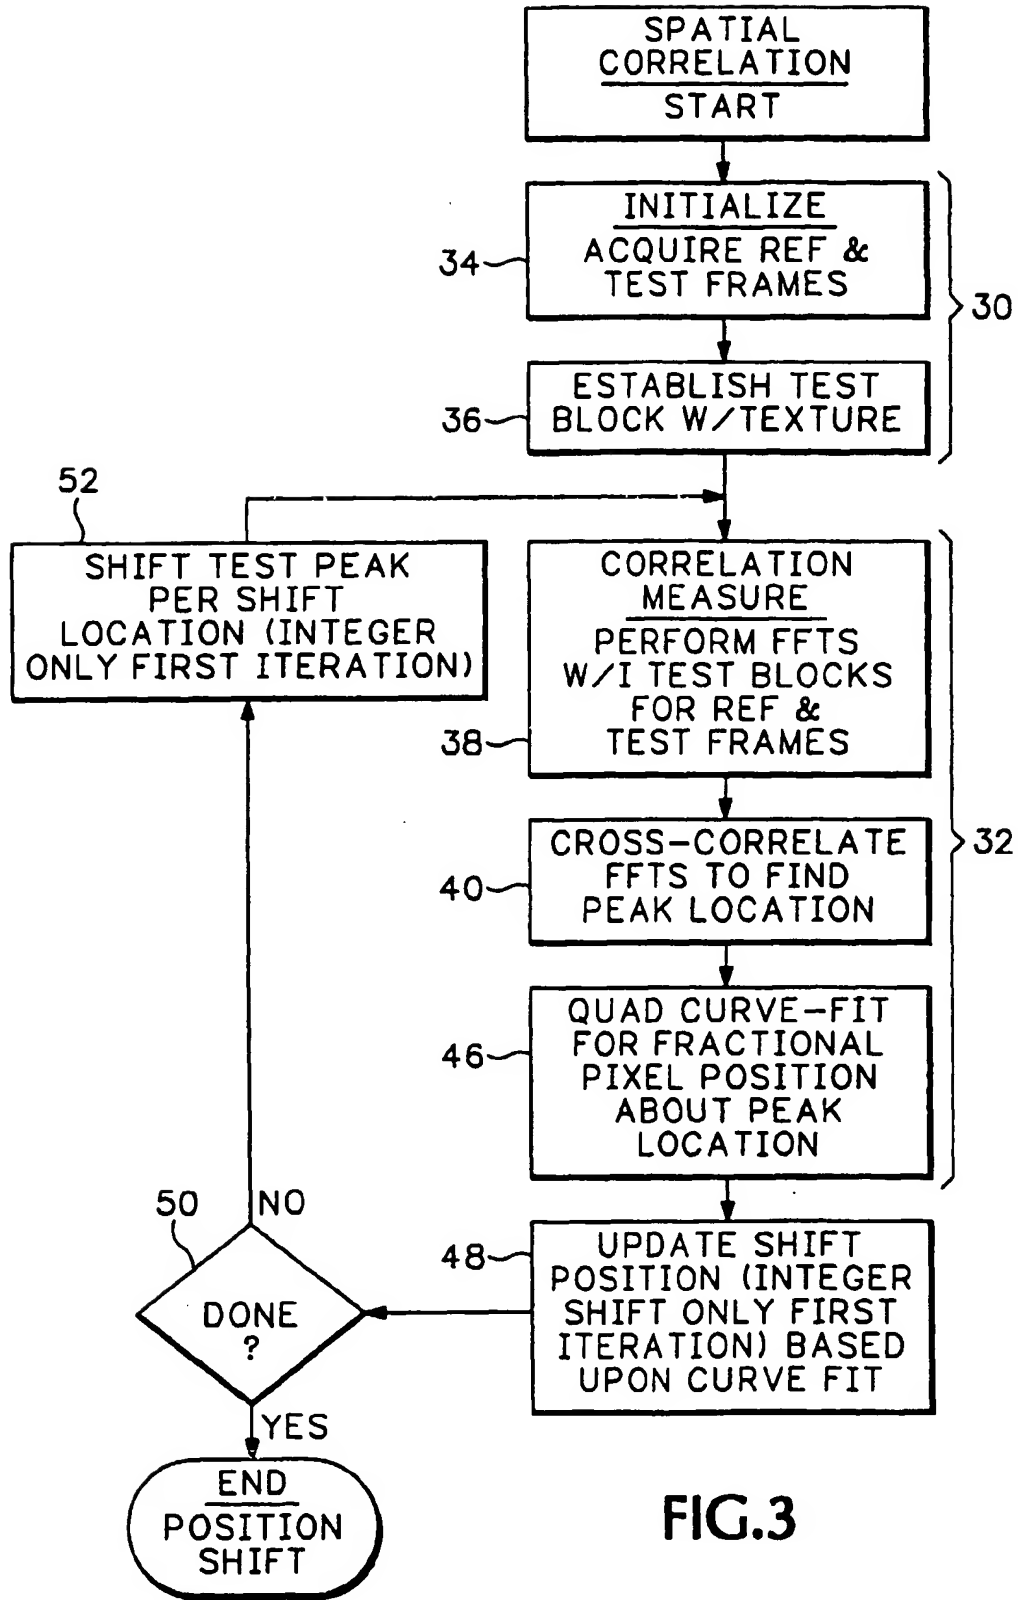 SPATIAL
CORRELATION
START
INITIALIZE
ACQUIRE REF &
TEST FRAMES
34
30
ESTABLISH TEST
BLOCK W/TEXTURE
36
52
SHIFT TEST PEAK
PER SHIFT
LOCATION (INTEGER
ONLY FIRST ITERATION)
CORRELATION
MEASURE
PERFORM FFTS
W/I TEST BLOCKS
FOR REF &
TEST FRAMES
38
32
CROSS-CORRELATE
FFTS TO FIND
PEAK LOCATION
40
QUAD CURVE-FIT
FOR FRACTIONAL
PIXEL POSITION
ABOUT PEAK
LOCATION
46
UPDATE SHIFT
POSITION (INTEGER
SHIFT ONLY FIRST
ITERATION) BASED
UPON CURVE FIT
48
50
NO
DONE
?
YES
END
POSITION
SHIFT
FIG.3